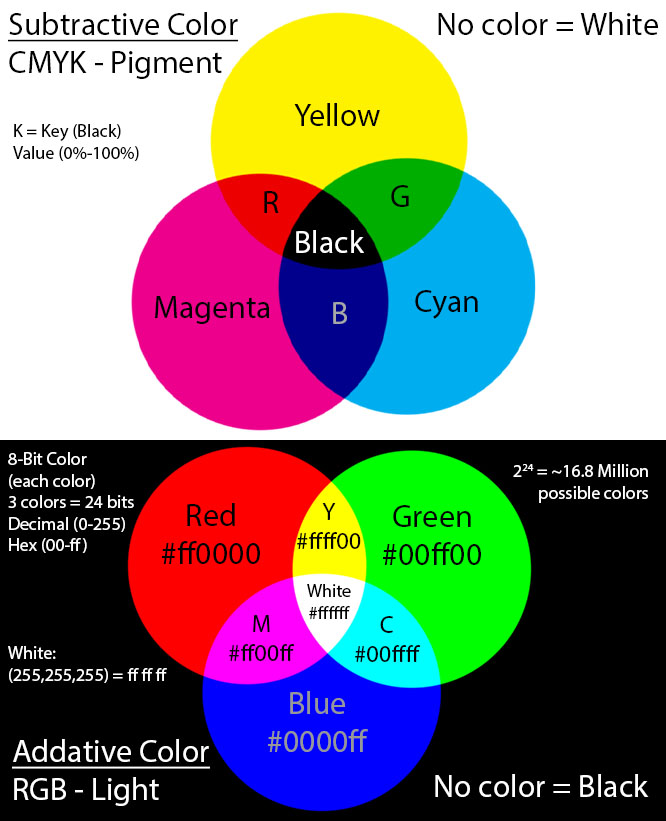 Subtractive Color
CMYK - Pigment
No color = White
K = Key (Black)
Value (0%-100%)
Yellow
R
G
Black
Magenta
B
Cyan
8-Bit Color
(each color)
3 colors = 24 bits
Decimal (0-255)
Hex (00-ff)
2²⁴ = ~16.8 Million
possible colors
Red
#ff0000
Y
#ffff00
Green
#00ff00
White
#ffffff
M
#ff00ff
C
#00ffff
White:
(255,255,255) = ff ff ff
Blue
#0000ff
Addative Color
RGB - Light
No color = Black